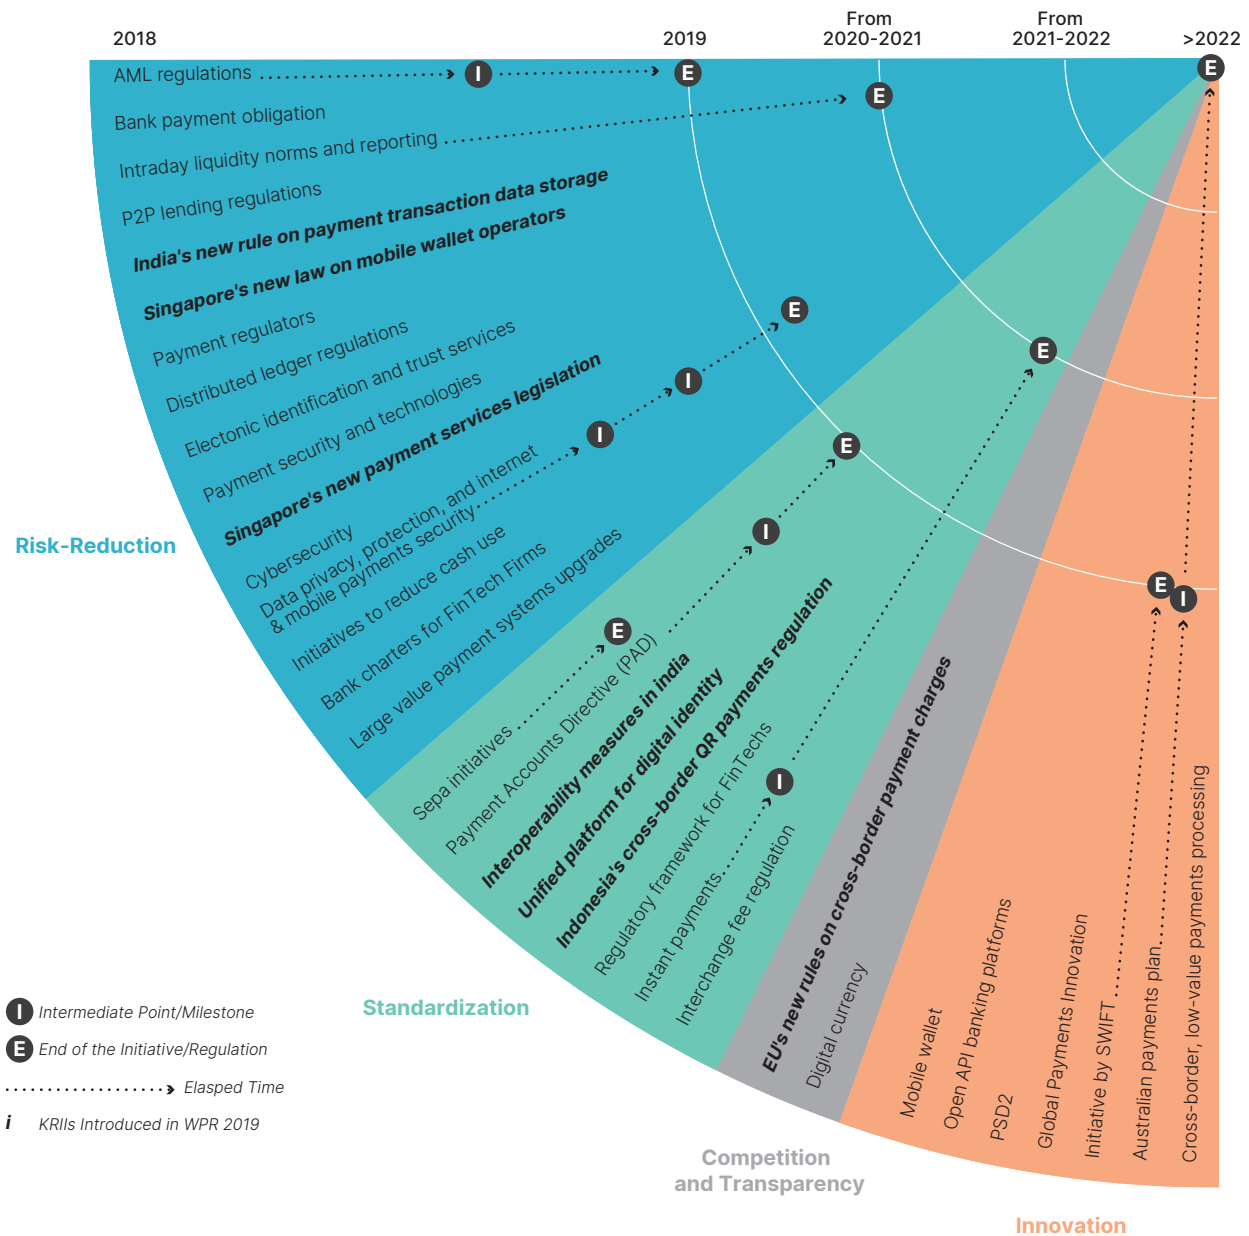 2018
2019
From
2020-2021
From
2021-2022
>2022
AML regulations
I
E
E
Bank payment obligation
Intraday liquidity norms and reporting
E
P2P lending regulations
India's new rule on payment transaction data storage
Singapore's new law on mobile wallet operators
Payment regulators
Distributed ledger regulations
Electonic identification and trust services
Payment security and technologies
Singapore's new payment services legislation
Cybersecurity
Data privacy, protection, and internet
& mobile payments security
I
I
E
Initiatives to reduce cash use
Bank charters for FinTech Firms
Large value payment systems upgrades
Risk-Reduction
Sepa initiatives
E
Payment Accounts Directive (PAD)
I
E
Interoperability measures in india
Unified platform for digital identity
Indonesia's cross-border QR payments regulation
Regulatory framework for FinTechs
Instant payments
I
E
Interchange fee regulation
Standardization
EU's new rules on cross-border payment charges
Digital currency
Competition
and Transparency
Mobile wallet
Open API banking platforms
PSD2
Global Payments Innovation
Initiative by SWIFT
E
Australian payments plan
I
Cross-border, low-value payments processing
Innovation
I Intermediate Point/Milestone
E End of the Initiative/Regulation
Elasped Time
i KRIIs Introduced in WPR 2019